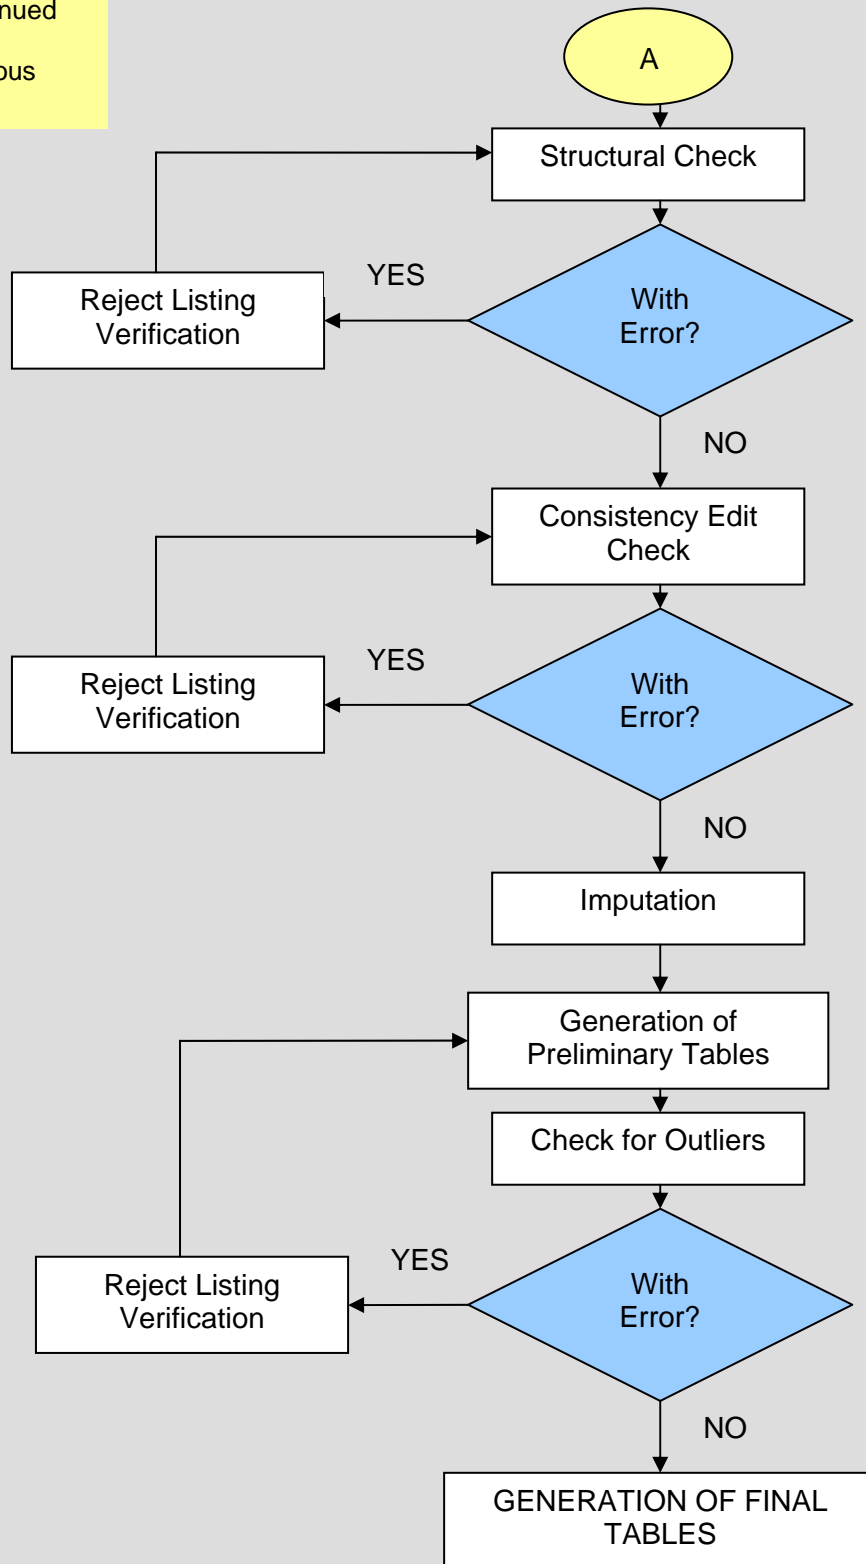 ous
A
Structural Check
YES
With
Error?
Reject Listing
Verification
NO
Consistency Edit
Check
YES
With
Error?
Reject Listing
Verification
NO
Imputation
Generation of
Preliminary Tables
Check for Outliers
YES
With
Error?
Reject Listing
Verification
NO
GENERATION OF FINAL
TABLES